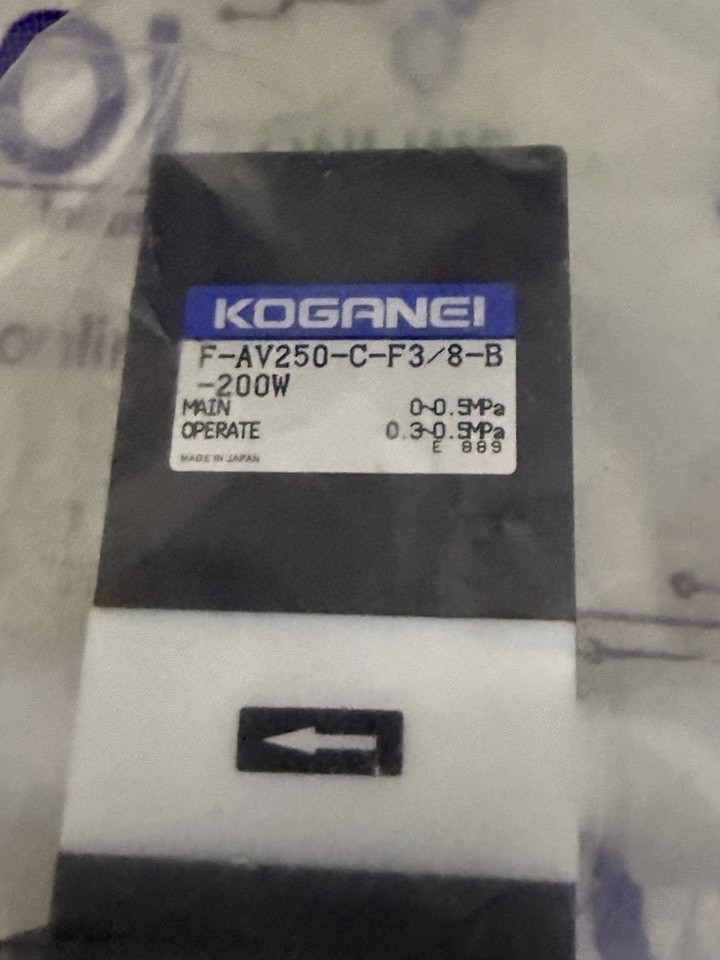 KOGANEI
F-AV250-C-F3/8-B
-200W
MAIN 0~0.5MPa
OPERATE 0.3~0.5MPa
E 889
MADE IN JAPAN